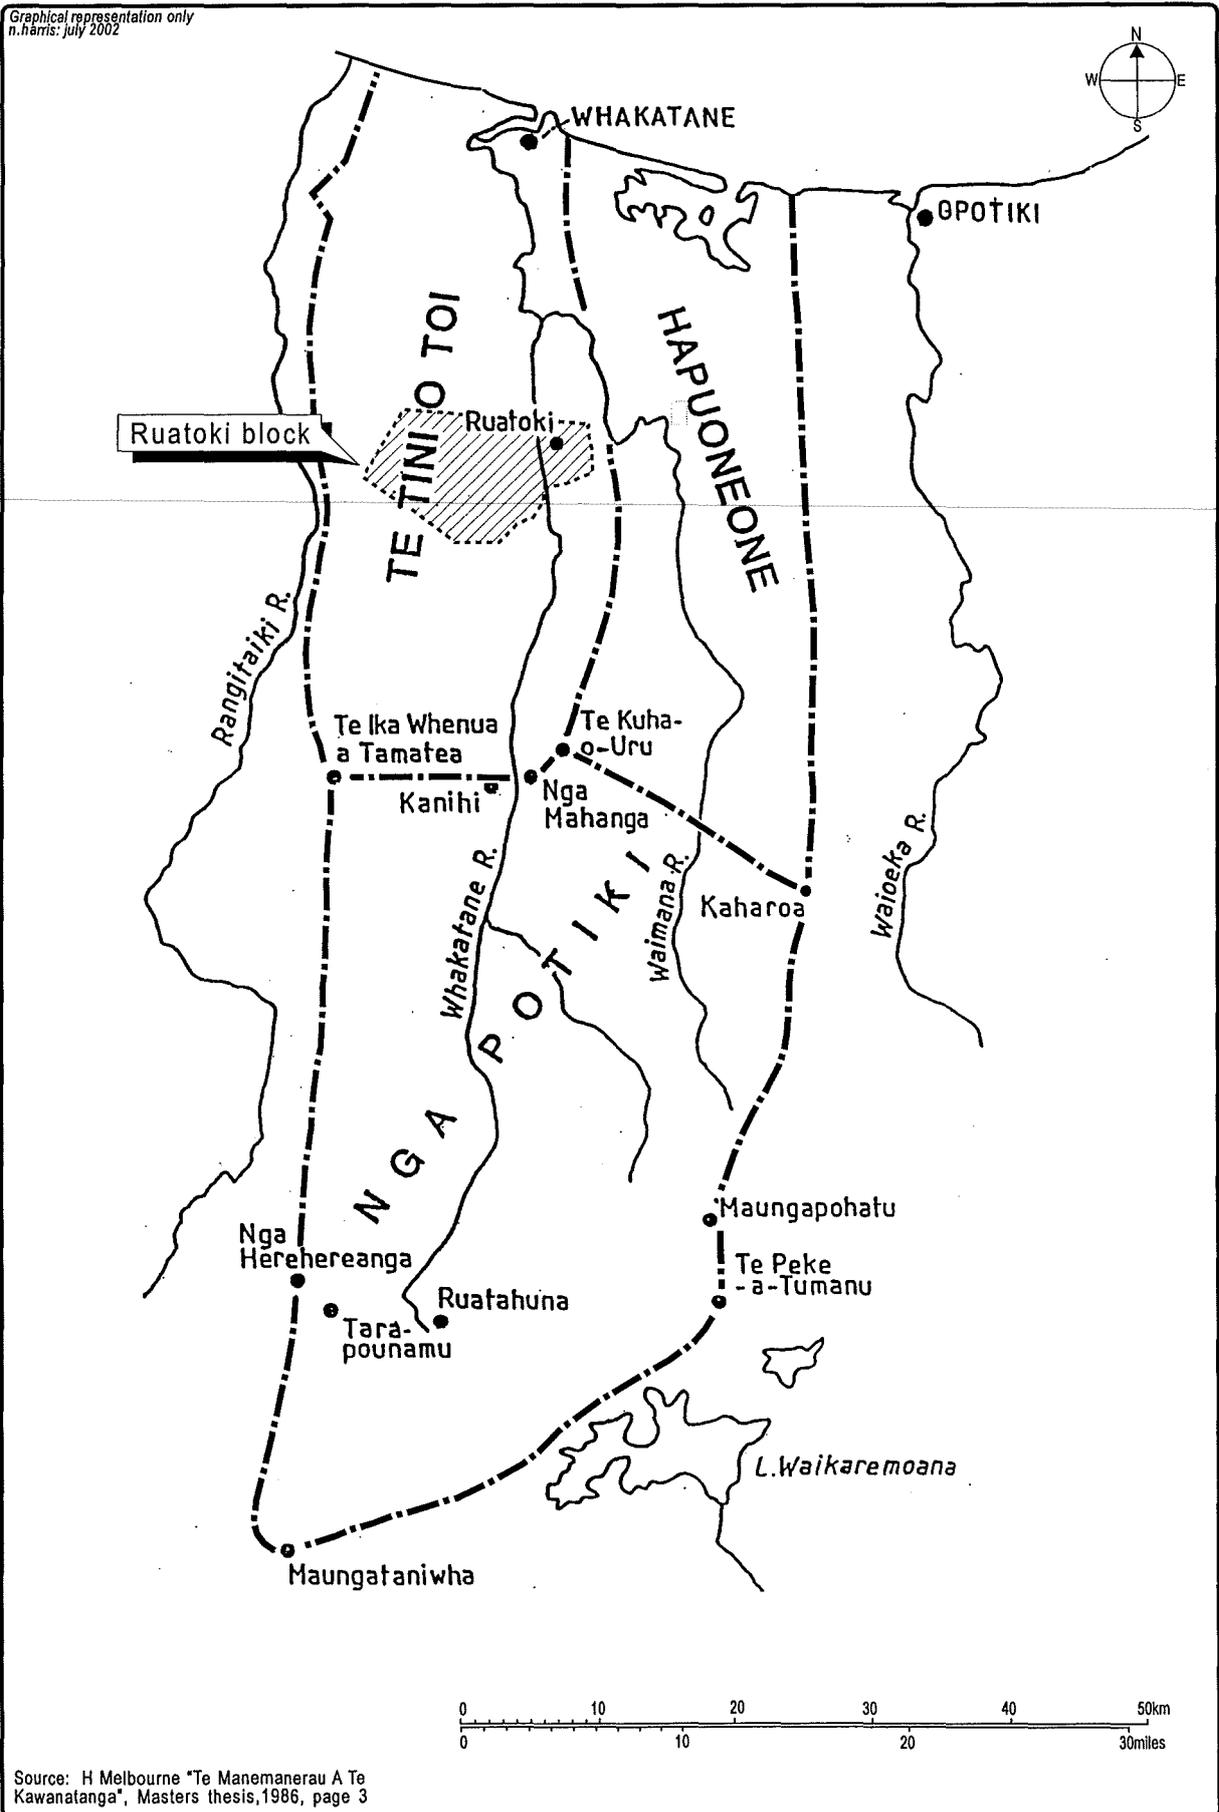 Graphical representation only
n.harris: july 2002
N
W
E
S
WHAKATANE
OPOTIKI
TE TINI O TOI
HAPUONEONE
Ruatoki
Ruatoki block
Rangitaiki R.
Te Ika Whenua
a Tamatea
Te Kuha-
o-Uru
Kanihi
Nga
Mahanga
Whakatane R.
Waimana R.
Kaharoa
Waioeka R.
NGA POTIKI
Maungapohatu
Nga
Herehereanga
Te Peke
-a-Tumanu
Ruatahuna
Tara-
pounamu
L.Waikaremoana
Maungataniwha
0 10 20 30 40 50km
0 10 20 30miles
Source: H Melbourne "Te Manemanerau A Te
Kawanatanga", Masters thesis,1986, page 3